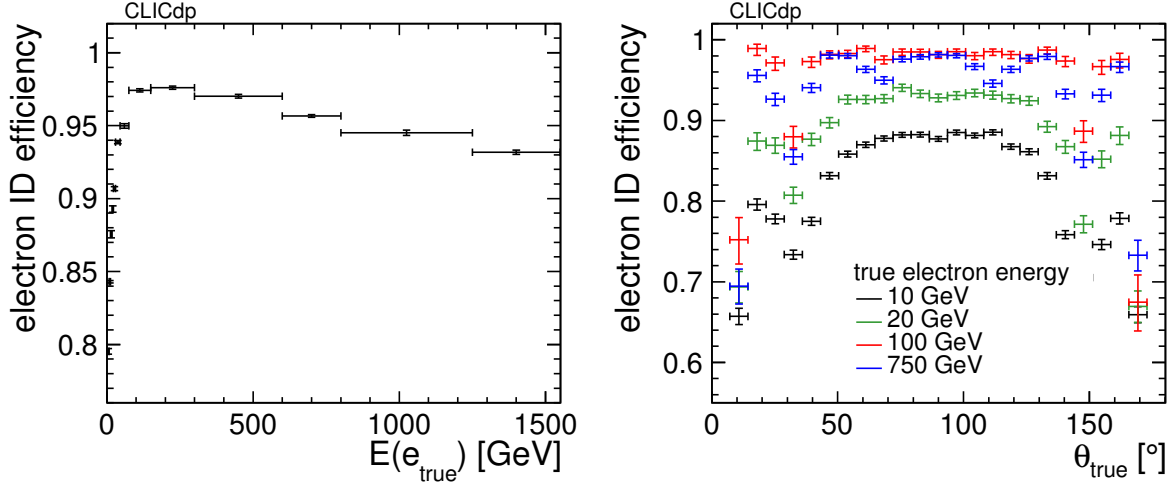 CLICdp
electron ID efficiency
1
0.95
0.9
0.85
0.8
0
500
1000
1500
E(e_true) [GeV]
CLICdp
electron ID efficiency
1
0.9
0.8
0.7
0.6
true electron energy
10 GeV
20 GeV
100 GeV
750 GeV
0
50
100
150
θ_true [°]